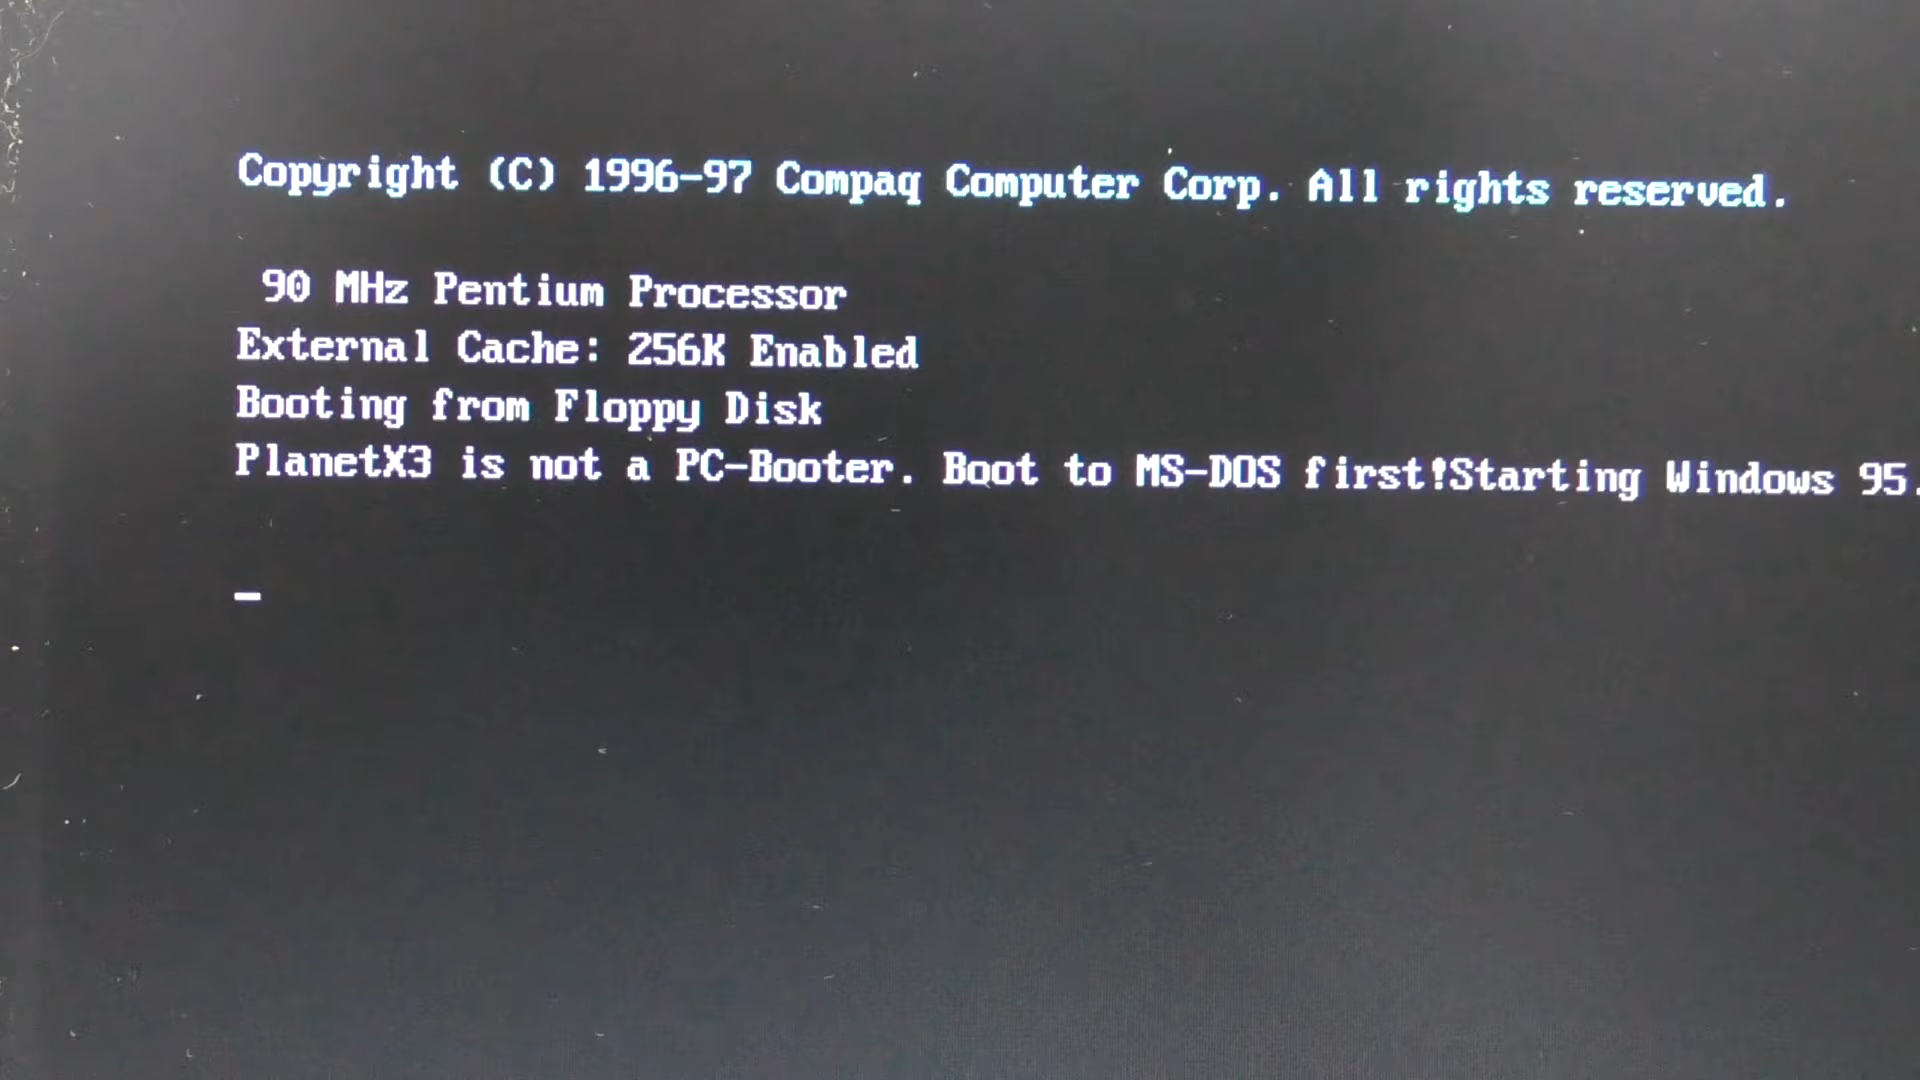 Copyright (C) 1996-97 Compaq Computer Corp. All rights reserved.
90 MHz Pentium Processor
External Cache: 256K Enabled
Booting from Floppy Disk
PlanetX3 is not a PC-Booter. Boot to MS-DOS first!Starting Windows 95.